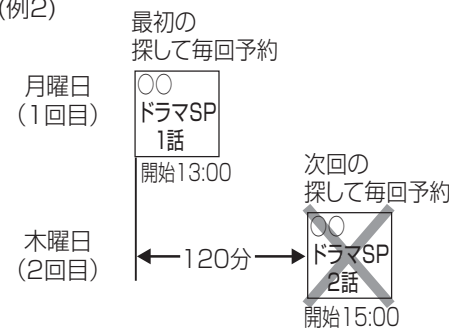 (例2)
最初の
探して毎回予約
月曜日
（1回目）
○○
ドラマSP
1話
開始13:00
次回の
探して毎回予約
木曜日
（2回目）
120分
○○
ドラマSP
2話
開始15:00